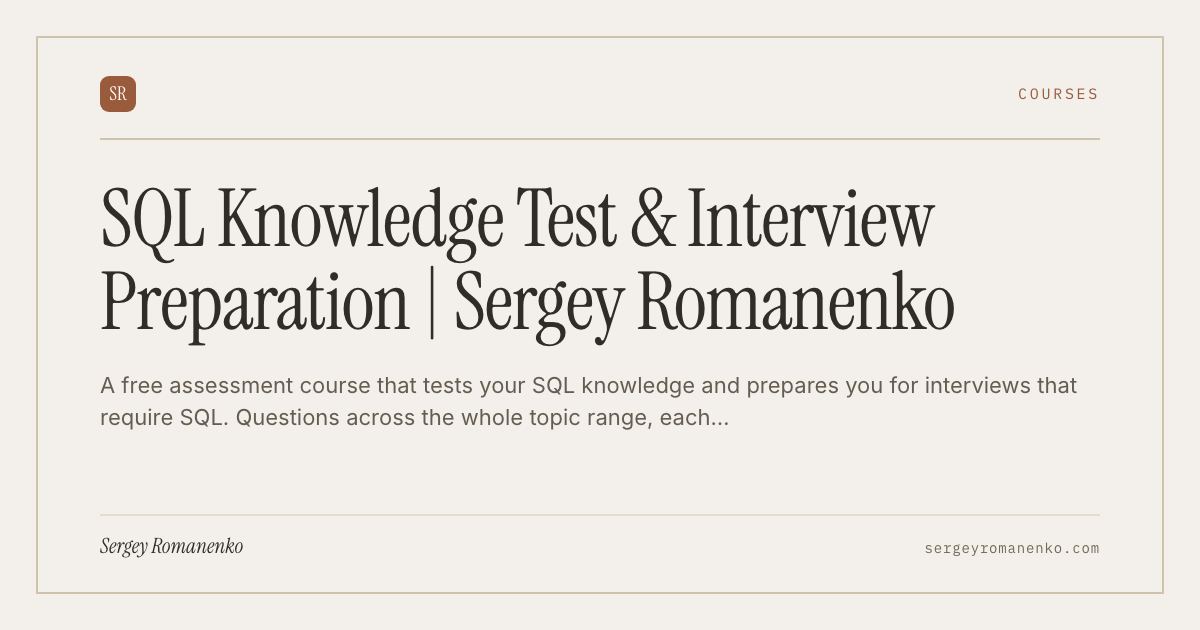 SR
COURSES
SQL Knowledge Test & Interview
Preparation | Sergey Romanenko
A free assessment course that tests your SQL knowledge and prepares you for interviews that
require SQL. Questions across the whole topic range, each...
Sergey Romanenko
sergeyromanenko.com